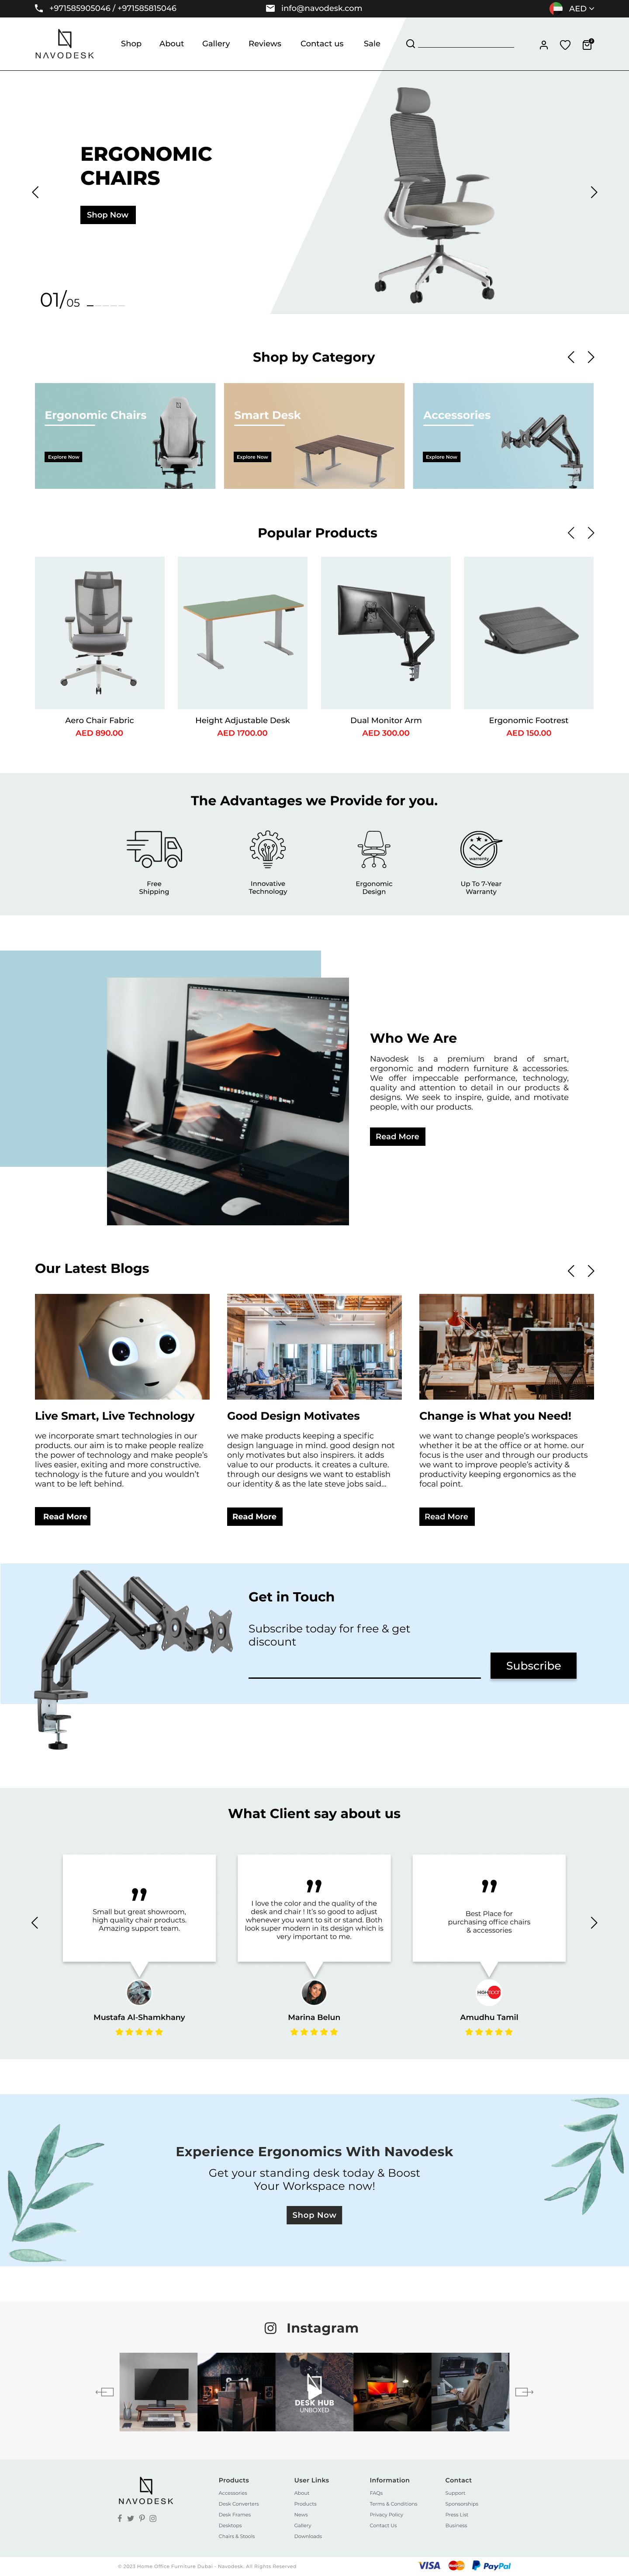 +971585905046 / +971585815046
info@navodesk.com
AED
NAVODESK
Shop
About
Gallery
Reviews
Contact us
Sale
ERGONOMIC
CHAIRS
Shop Now
01/05
Shop by Category
Ergonomic Chairs
Explore Now
Smart Desk
Explore Now
Accessories
Explore Now
Popular Products
Aero Chair Fabric
AED 890.00
Height Adjustable Desk
AED 1700.00
Dual Monitor Arm
AED 300.00
Ergonomic Footrest
AED 150.00
The Advantages we Provide for you.
Free
Shipping
Innovative
Technology
Ergonomic
Design
warranty
Up To 7-Year
Warranty
Who We Are
Navodesk Is a premium brand of smart,
ergonomic and modern furniture & accessories.
We offer impeccable performance, technology,
quality and attention to detail in our products &
designs. We seek to inspire, guide, and motivate
people, with our products.
Read More
Our Latest Blogs
Live Smart, Live Technology
we incorporate smart technologies in our
products. our aim is to make people realize
the power of technology and make people's
lives easier, exiting and more constructive.
technology is the future and you wouldn't
want to be left behind.
Read More
Good Design Motivates
we make products keeping a specific
design language in mind. good design not
only motivates but also inspirers. it adds
value to our products. it creates a culture.
through our designs we want to establish
our identity & as the late steve jobs said...
Read More
Change is What you Need!
we want to change people's workspaces
whether it be at the office or at home. our
focus is the user and through our products
we want to improve people's activity &
productivity keeping ergonomics as the
focal point.
Read More
Get in Touch
Subscribe today for free & get
discount
Subscribe
What Client say about us
Small but great showroom,
high quality chair products.
Amazing support team.
Mustafa Al-Shamkhany
I love the color and the quality of the
desk and chair ! It's so good to adjust
whenever you want to sit or stand. Both
look super modern in its design which is
very important to me.
Marina Belun
Best Place for
purchasing office chairs
& accessories
Amudhu Tamil
Experience Ergonomics With Navodesk
Get your standing desk today & Boost
Your Workspace now!
Shop Now
Instagram
DESK HUB
UNBOXED
NAVODESK
Products
Accessories
Desk Converters
Desk Frames
Desktops
Chairs & Stools
User Links
About
Products
News
Gallery
Downloads
Information
FAQs
Terms & Conditions
Privacy Policy
Contact Us
Contact
Support
Sponsorships
Press List
Business
© 2023 Home Office Furniture Dubai - Navodesk. All Rights Reserved
VISA
PayPal